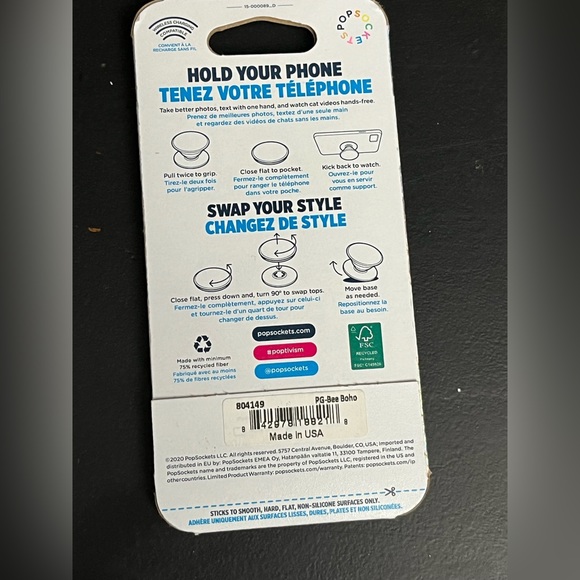 15-000089_D
WIRELESS CHARGING
COMPATIBLE
CONVIENT À LA
RECHARGE SANS FIL
POPSOCKETS
HOLD YOUR PHONE
TENEZ VOTRE TÉLÉPHONE
Take better photos, text with one hand, and watch cat videos hands-free.
Prenez de meilleures photos, textez d'une seule main
et regardez des vidéos de chats sans les mains.
Pull twice to grip.
Tirez-le deux fois
pour l'agripper.
Close flat to pocket.
Fermez-le complètement
pour ranger le téléphone
dans votre poche.
Kick back to watch.
Ouvrez-le pour
vous en servir
comme support.
SWAP YOUR STYLE
CHANGEZ DE STYLE
Close flat, press down and, turn 90° to swap tops.
Fermez-le complètement, appuyez sur celui-ci
et tournez-le d'un quart de tour pour
changer de dessus.
Move base
as needed.
Repositionnez la
base au besoin.
Made with minimum
75% recycled fiber
Fabriqué avec au moins
75% de fibres recyclées
popsockets.com
#poptivism
@popsockets
FSC
RECYCLED
804149
PG-Bee Boho
8 42978 19821 8
Made in USA
©2020 PopSockets LLC. All rights reserved. 5757 Central Avenue, Boulder, CO, USA; imported and
distributed in EU by: PopSockets EMEA Oy, Hatanpään valtatie 11, 33100 Tampere, Finland. The
PopSockets name and trademarks are the property of PopSockets LLC, registered in the US and
other countries. Limited Product Warranty: popsockets.com/warranty. Patents: popsockets.com/ip
STICKS TO SMOOTH, HARD, FLAT, NON-SILICONE SURFACES ONLY.
ADHÈRE UNIQUEMENT AUX SURFACES LISSES, DURES, PLATES ET NON SILICONÉES.